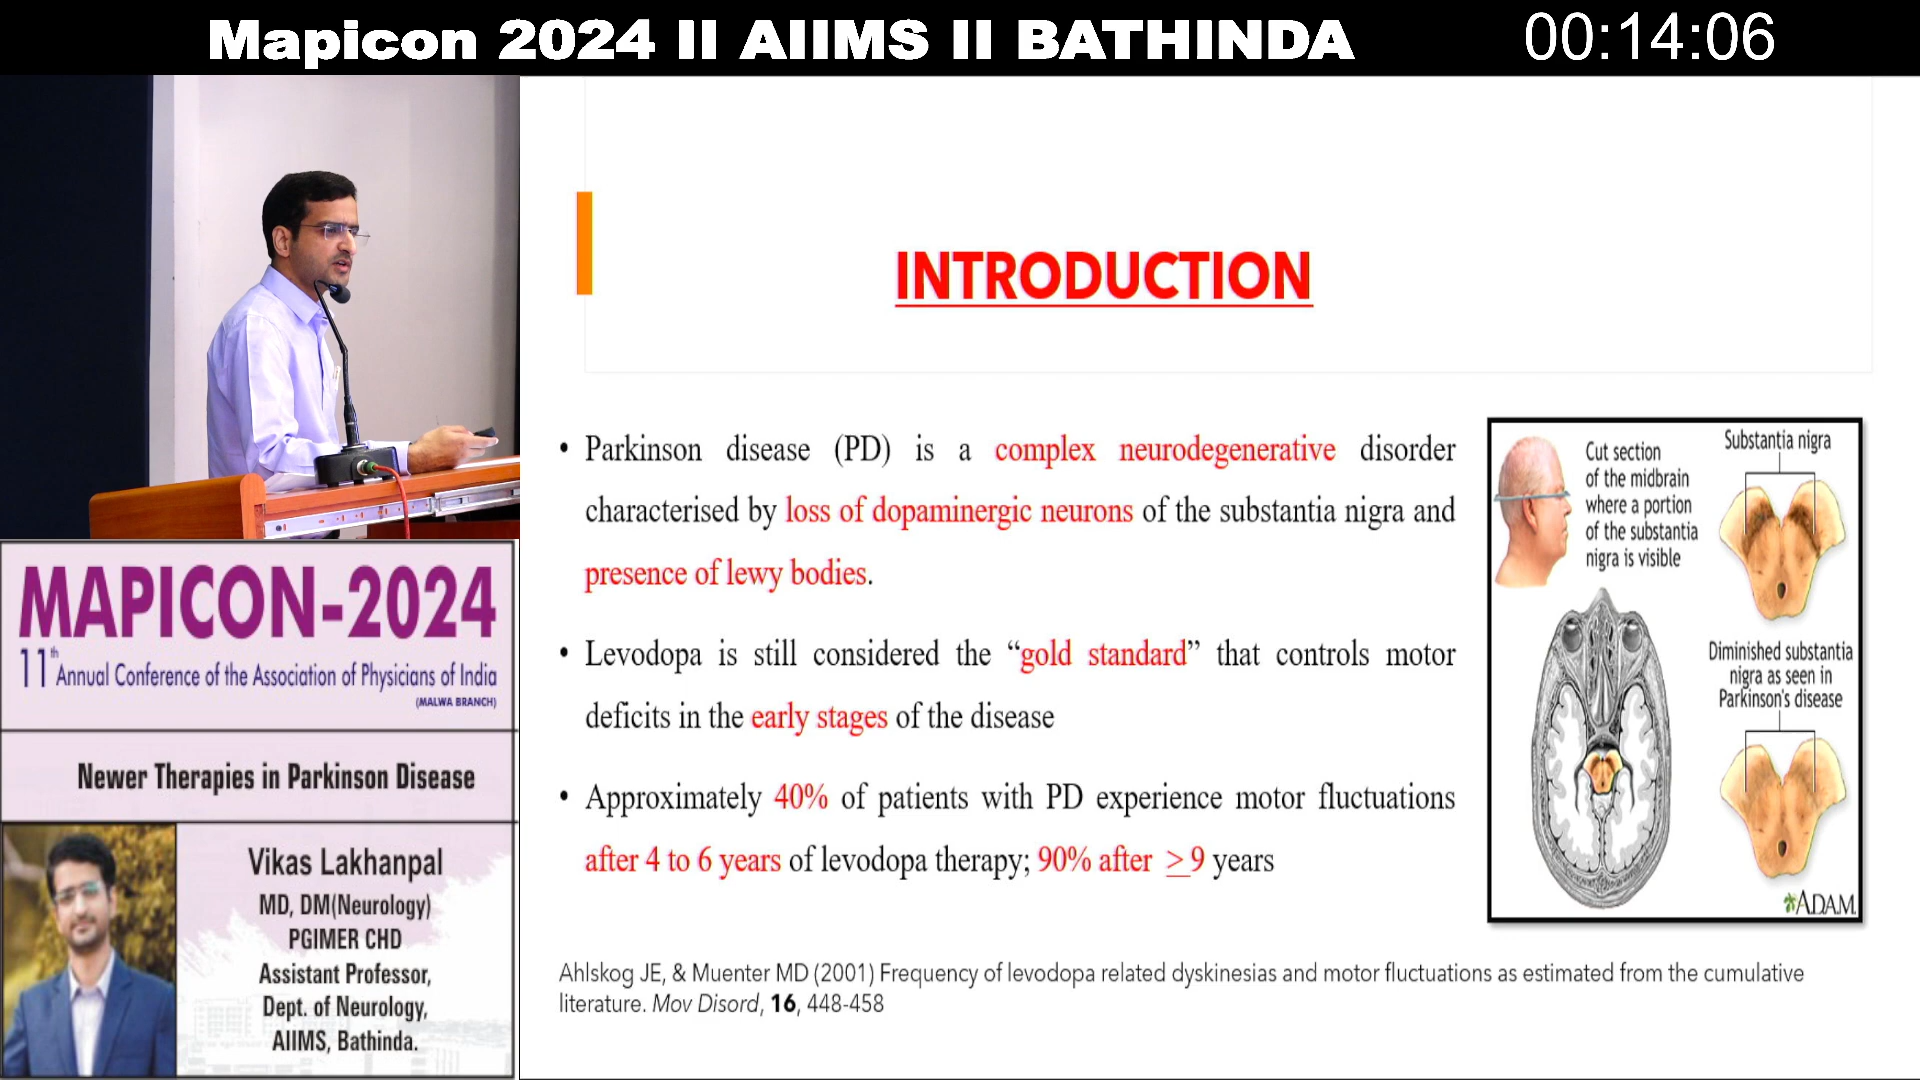 Mapicon 2024 II AIIMS II BATHINDA
00:14:06
INTRODUCTION
• Parkinson disease (PD) is a complex neurodegenerative disorder
characterised by loss of dopaminergic neurons of the substantia nigra and
presence of lewy bodies.
• Levodopa is still considered the “gold standard” that controls motor
deficits in the early stages of the disease
• Approximately 40% of patients with PD experience motor fluctuations
after 4 to 6 years of levodopa therapy; 90% after ≥9 years
Cut section
of the midbrain
where a portion
of the substantia
nigra is visible
Substantia nigra
Diminished substantia
nigra as seen in
Parkinson's disease
A.D.A.M.
Ahlskog JE, & Muenter MD (2001) Frequency of levodopa related dyskinesias and motor fluctuations as estimated from the cumulative
literature. Mov Disord, 16, 448-458
MAPICON-2024
11th Annual Conference of the Association of Physicians of India
(MALWA BRANCH)
Newer Therapies in Parkinson Disease
Vikas Lakhanpal
MD, DM(Neurology)
PGIMER CHD
Assistant Professor,
Dept. of Neurology,
AIIMS, Bathinda.